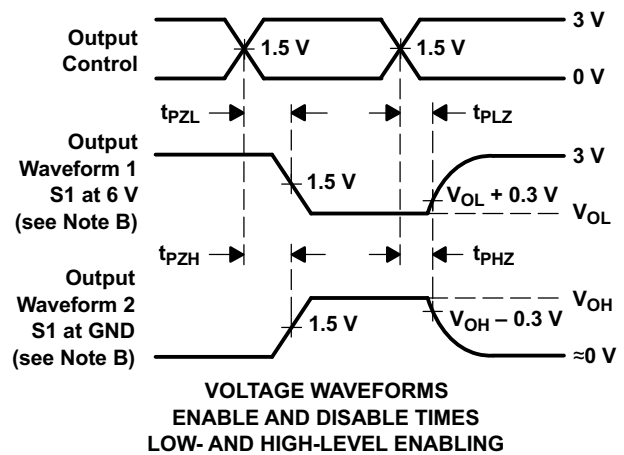 Output
Control
1.5 V
1.5 V
3 V
0 V
tPZL
tPLZ
Output
Waveform 1
S1 at 6 V
(see Note B)
1.5 V
3 V
VOL + 0.3 V
VOL
tPZH
tPHZ
Output
Waveform 2
S1 at GND
(see Note B)
1.5 V
VOH
VOH – 0.3 V
≈0 V
VOLTAGE WAVEFORMS
ENABLE AND DISABLE TIMES
LOW- AND HIGH-LEVEL ENABLING